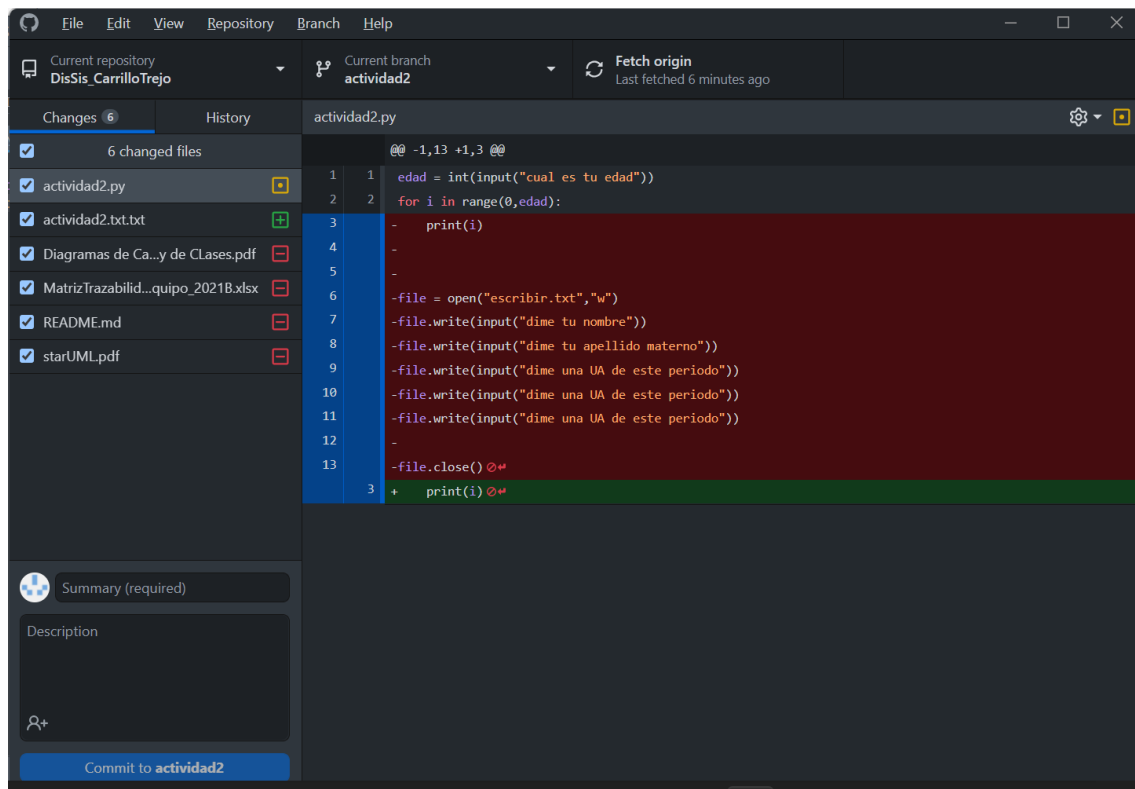 File Edit View Repository Branch Help
Current repository
DisSis_CarrilloTrejo
Current branch
actividad2
Fetch origin
Last fetched 6 minutes ago
Changes 6 History
6 changed files
actividad2.py
actividad2.txt.txt
Diagramas de Ca...y de CLases.pdf
MatrizTrazabilid...quipo_2021B.xlsx
README.md
starUML.pdf
Summary (required)
Description
Commit to actividad2
actividad2.py
@@ -1,13 +1,3 @@
1 1 edad = int(input("cual es tu edad"))
2 2 for i in range(0,edad):
3 -    print(i)
4 -
5 -
6 -file = open("escribir.txt","w")
7 -file.write(input("dime tu nombre"))
8 -file.write(input("dime tu apellido materno"))
9 -file.write(input("dime una UA de este periodo"))
10 -file.write(input("dime una UA de este periodo"))
11 -file.write(input("dime una UA de este periodo"))
12 -
13 -file.close()
3 +    print(i)